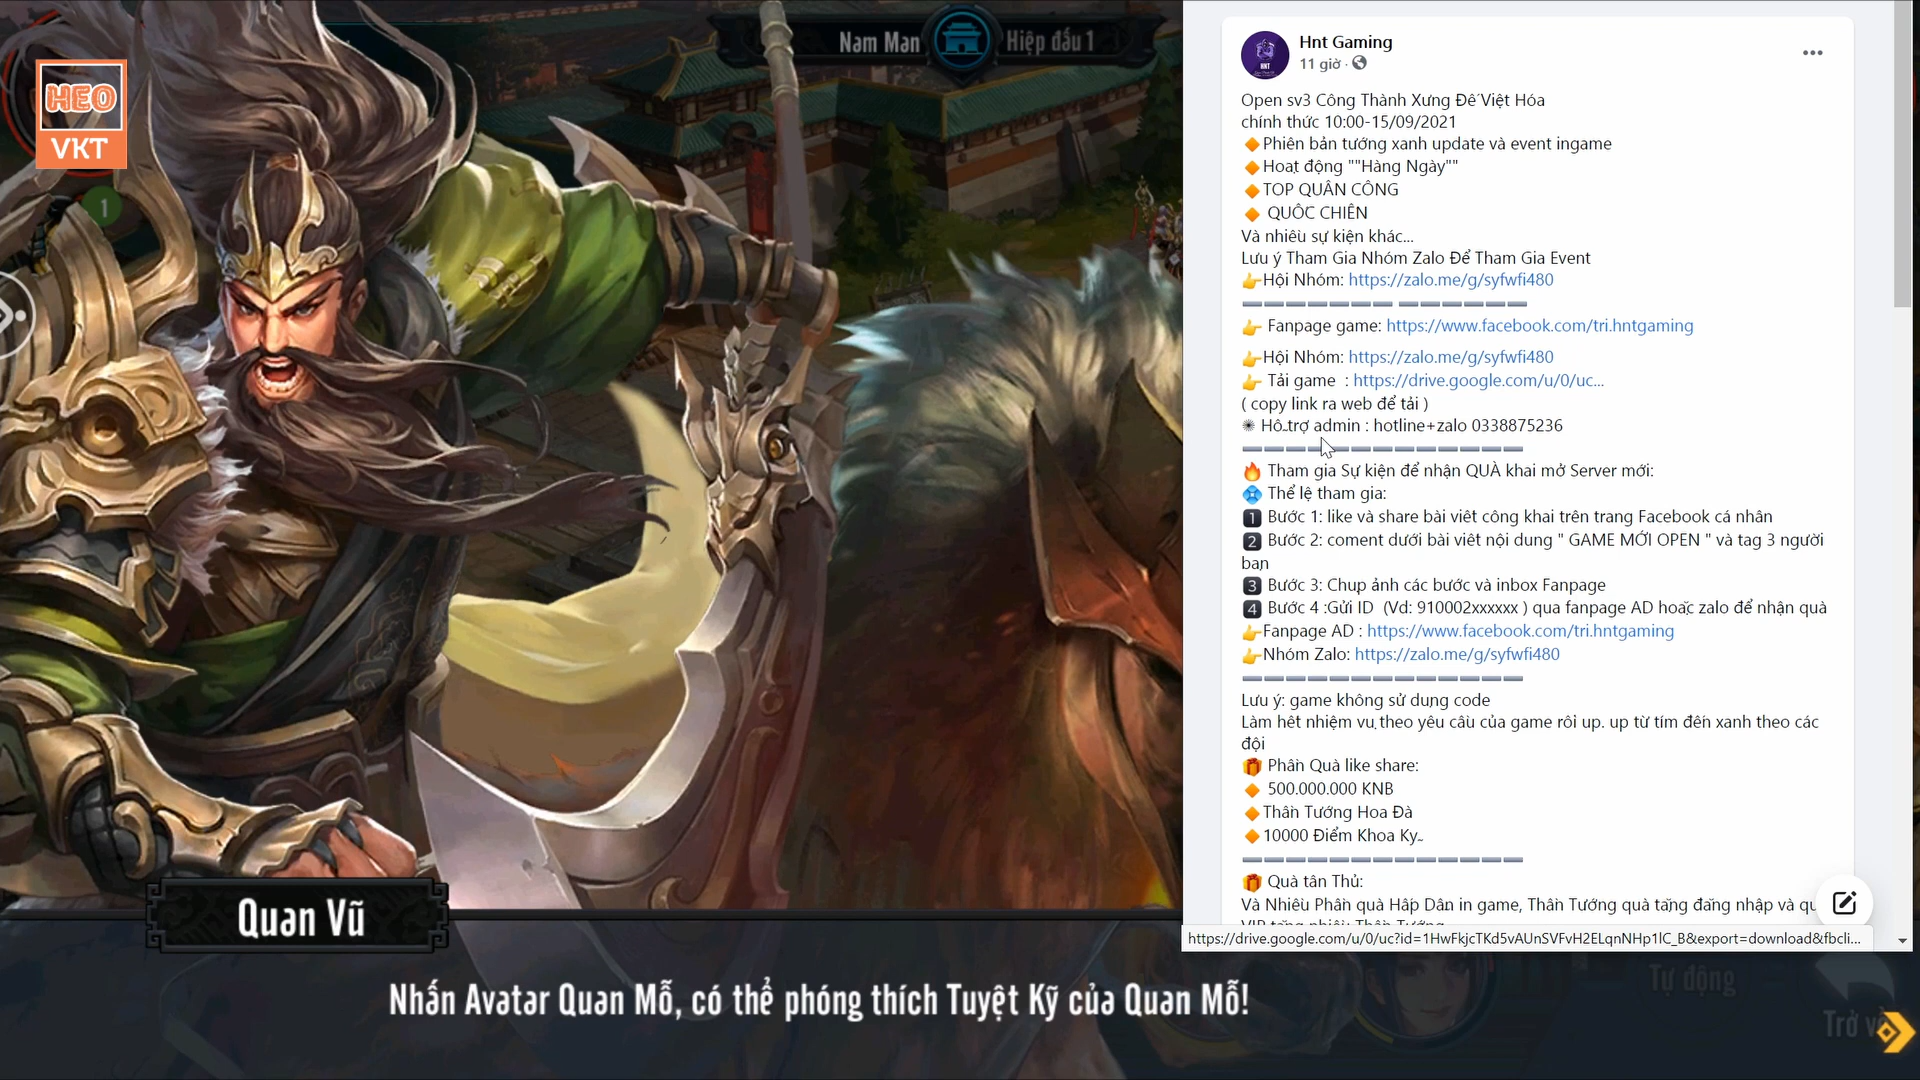 HEO
VKT
Nam Man
Hiệp đấu 1
1
Quan Vũ
Nhấn Avatar Quan Mỗ, có thể phóng thích Tuyệt Kỹ của Quan Mỗ!
Tự động
Hnt Gaming
11 giờ ·
Open sv3 Công Thành Xưng Đế Việt Hóa
chính thức 10:00-15/09/2021
🔶Phiên bản tướng xanh update và event ingame
🔶Hoạt động ""Hàng Ngày""
🔶TOP QUÂN CÔNG
🔶 QUỐC CHIẾN
Và nhiều sự kiện khác...
Lưu ý Tham Gia Nhóm Zalo Để Tham Gia Event
👉Hội Nhóm: https://zalo.me/g/syfwfi480
👉 Fanpage game: https://www.facebook.com/tri.hntgaming
👉Hội Nhóm: https://zalo.me/g/syfwfi480
👉 Tải game : https://drive.google.com/u/0/uc...
( copy link ra web để tải )
✴ Hỗ trợ admin : hotline+zalo 0338875236
🔥 Tham gia Sự kiện để nhận QUÀ khai mở Server mới:
💠 Thể lệ tham gia:
1 Bước 1: like và share bài viết công khai trên trang Facebook cá nhân
2 Bước 2: coment dưới bài viết nội dung " GAME MỚI OPEN " và tag 3 người
bạn
3 Bước 3: Chụp ảnh các bước và inbox Fanpage
4 Bước 4 :Gửi ID (Vd: 910002xxxxxx ) qua fanpage AD hoặc zalo để nhận quà
👉Fanpage AD : https://www.facebook.com/tri.hntgaming
👉Nhóm Zalo: https://zalo.me/g/syfwfi480
Lưu ý: game không sử dụng code
Làm hết nhiệm vụ theo yêu cầu của game rồi up. up từ tím đến xanh theo các
đội
🎁 Phần Quà like share:
🔶 500.000.000 KNB
🔶Thần Tướng Hoa Đà
🔶10000 Điểm Khoa Kỹ
🎁 Quà tân Thủ:
Và Nhiều Phần quà Hấp Dẫn in game, Thần Tướng quà tặng đăng nhập và qu
https://drive.google.com/u/0/uc?id=1HwFkjcTKd5vAUnSVFvH2ELqnNHp1lC_B&export=download&fbcli...